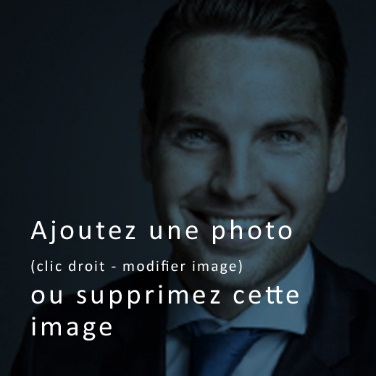 Ajoutez une photo
(clic droit - modifier image)
ou supprimez cette
image